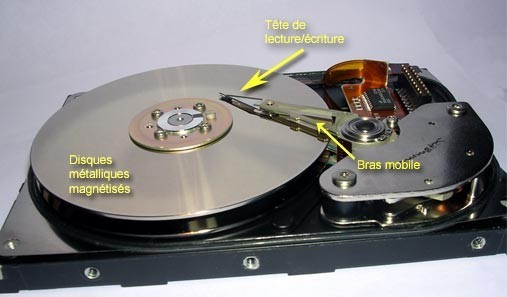 Tête de
lecture/écriture
Bras mobile
Disques
métalliques
magnétisés